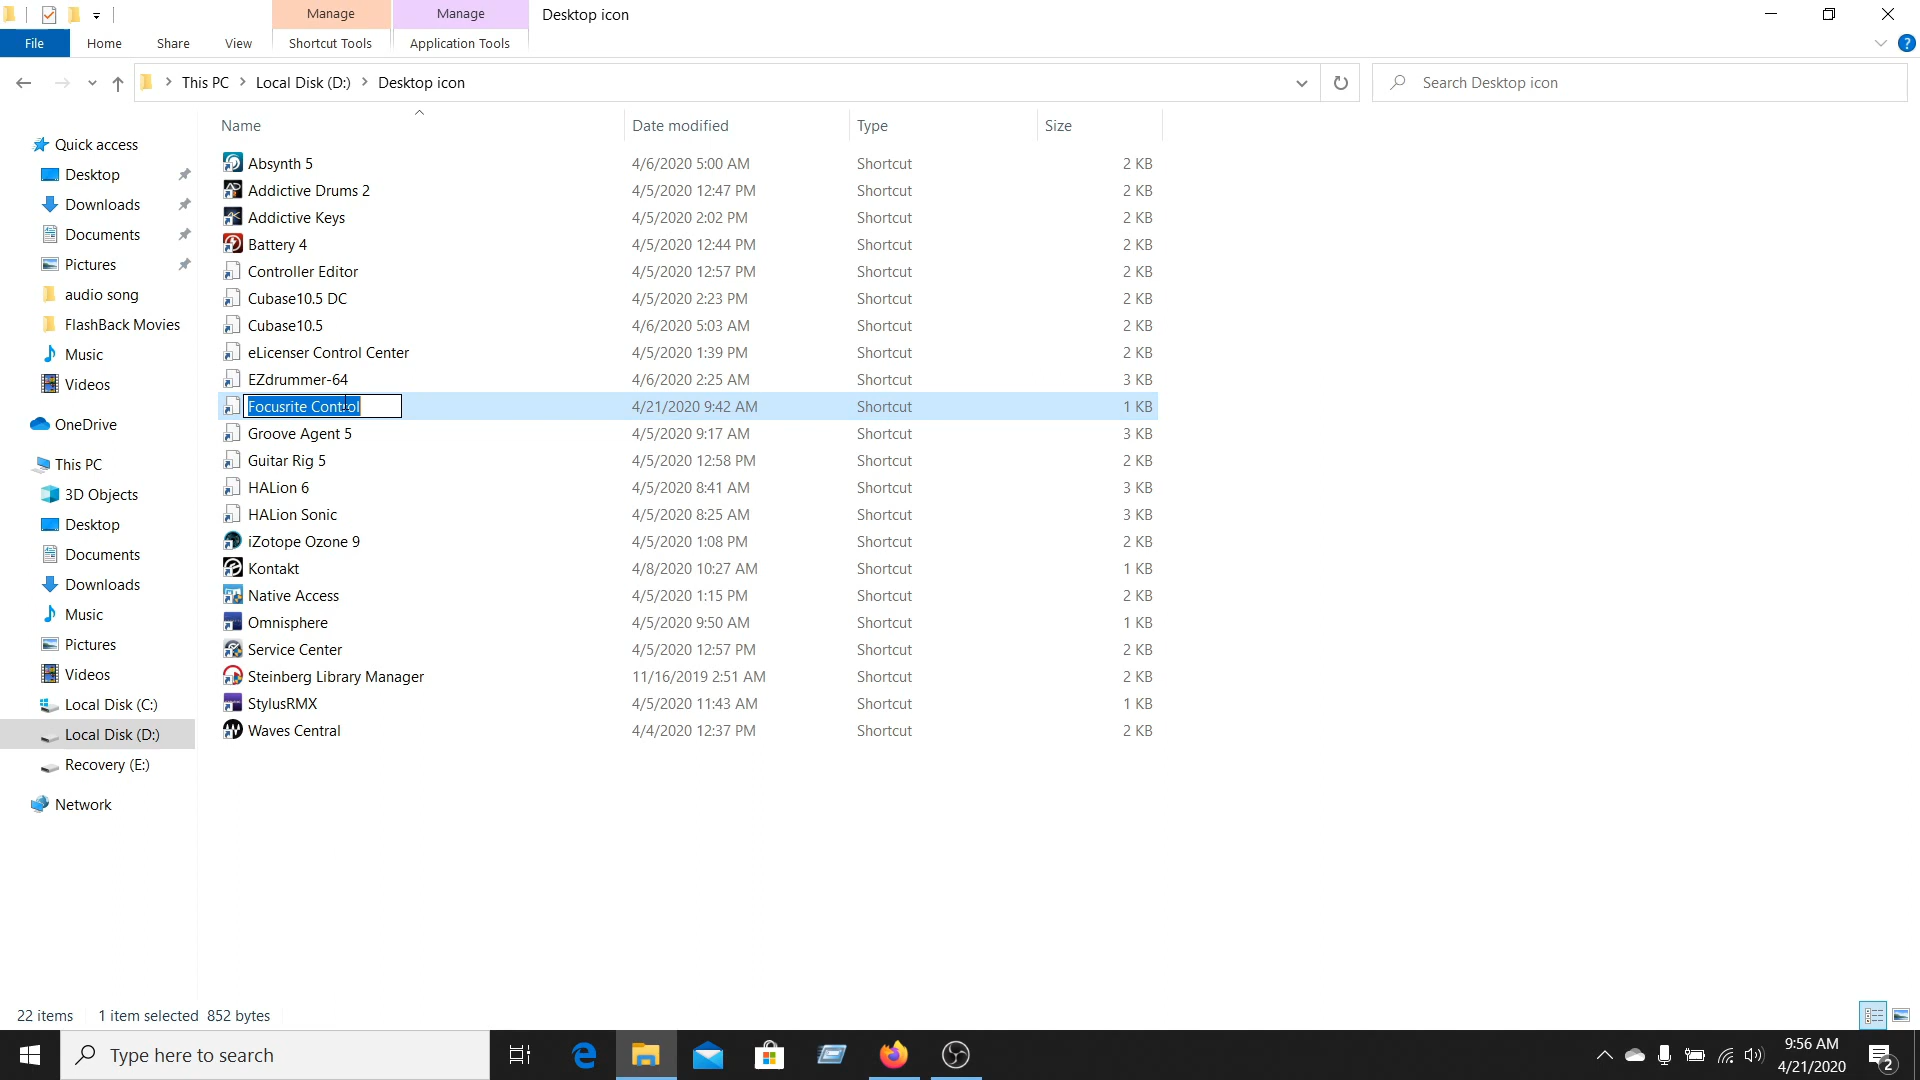 Manage
Manage
Desktop icon
File
Home
Share
View
Shortcut Tools
Application Tools
?
This PC
Local Disk (D:)
Desktop icon
Search Desktop icon
Name
Date modified
Type
Size
Quick access
Desktop
Downloads
Documents
Pictures
audio song
FlashBack Movies
Music
Videos
OneDrive
This PC
3D Objects
Desktop
Documents
Downloads
Music
Pictures
Videos
Local Disk (C:)
Local Disk (D:)
Recovery (E:)
Network
Absynth 5 4/6/2020 5:00 AM Shortcut 2 KB
Addictive Drums 2 4/5/2020 12:47 PM Shortcut 2 KB
Addictive Keys 4/5/2020 2:02 PM Shortcut 2 KB
Battery 4 4/5/2020 12:44 PM Shortcut 2 KB
Controller Editor 4/5/2020 12:57 PM Shortcut 2 KB
Cubase10.5 DC 4/5/2020 2:23 PM Shortcut 2 KB
Cubase10.5 4/6/2020 5:03 AM Shortcut 2 KB
eLicenser Control Center 4/5/2020 1:39 PM Shortcut 2 KB
EZdrummer-64 4/6/2020 2:25 AM Shortcut 3 KB
Focusrite Control 4/21/2020 9:42 AM Shortcut 1 KB
Groove Agent 5 4/5/2020 9:17 AM Shortcut 3 KB
Guitar Rig 5 4/5/2020 12:58 PM Shortcut 2 KB
HALion 6 4/5/2020 8:41 AM Shortcut 3 KB
HALion Sonic 4/5/2020 8:25 AM Shortcut 3 KB
iZotope Ozone 9 4/5/2020 1:08 PM Shortcut 2 KB
Kontakt 4/8/2020 10:27 AM Shortcut 1 KB
Native Access 4/5/2020 1:15 PM Shortcut 2 KB
Omnisphere 4/5/2020 9:50 AM Shortcut 1 KB
Service Center 4/5/2020 12:57 PM Shortcut 2 KB
Steinberg Library Manager 11/16/2019 2:51 AM Shortcut 2 KB
StylusRMX 4/5/2020 11:43 AM Shortcut 1 KB
Waves Central 4/4/2020 12:37 PM Shortcut 2 KB
22 items 1 item selected 852 bytes
Type here to search
9:56 AM
4/21/2020
2